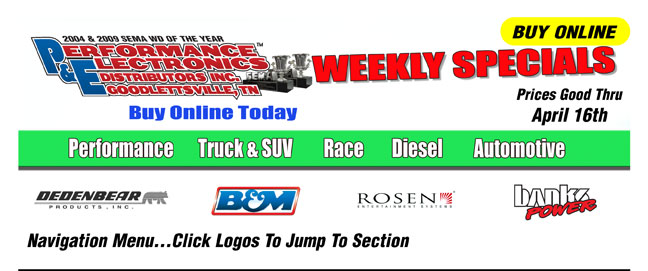 2004 & 2009 SEMA WD OF THE YEAR
PERFORMANCE
& ELECTRONICS
DISTRIBUTORS INC.
GOODLETTSVILLE, TN
Buy Online Today
WEEKLY SPECIALS
BUY ONLINE
Prices Good Thru
April 16th
Performance Truck & SUV Race Diesel Automotive
DEDENBEAR
PRODUCTS, INC.
B&M
ROSEN
ENTERTAINMENT SYSTEMS
banks
POWER
Navigation Menu...Click Logos To Jump To Section